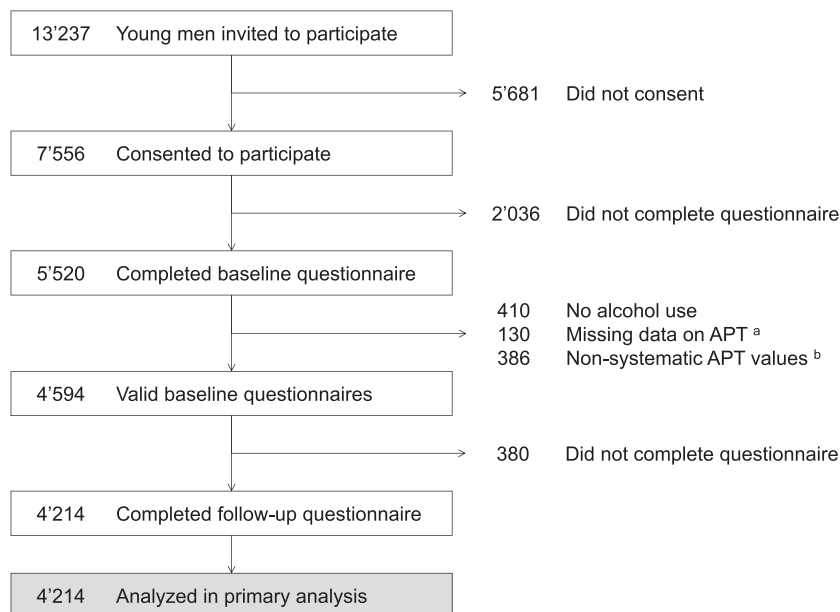 13’237 Young men invited to participate
5’681 Did not consent
7’556 Consented to participate
2’036 Did not complete questionnaire
5’520 Completed baseline questionnaire
410 No alcohol use
130 Missing data on APT a
386 Non-systematic APT values b
4’594 Valid baseline questionnaires
380 Did not complete questionnaire
4’214 Completed follow-up questionnaire
4’214 Analyzed in primary analysis